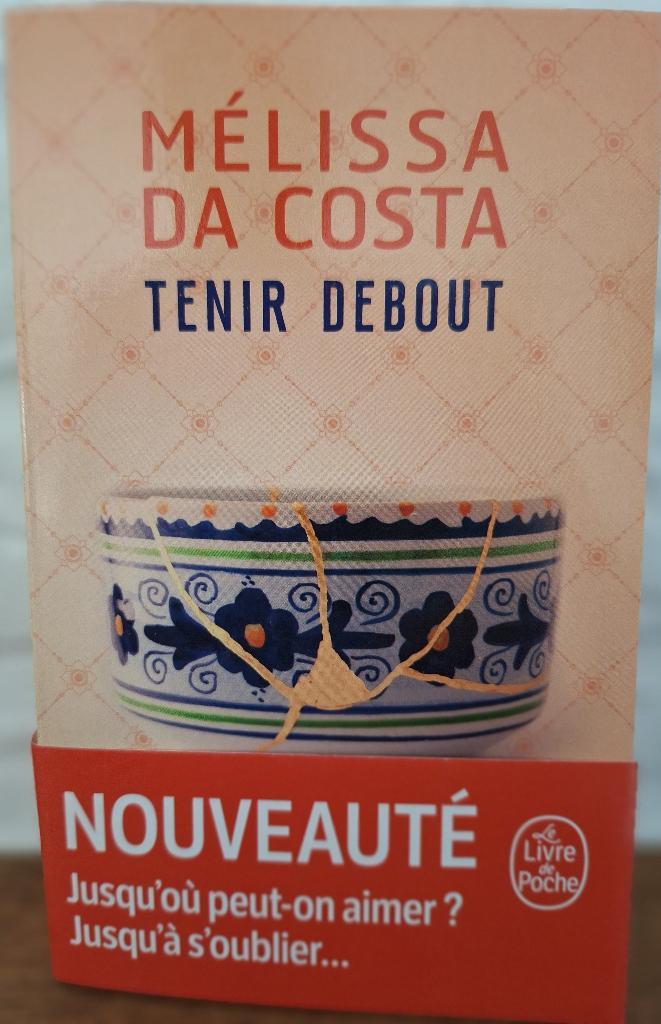 MÉLISSA
DA COSTA
TENIR DEBOUT
NOUVEAUTÉ
Jusqu'où peut-on aimer ?
Jusqu'à s'oublier...
Le
Livre
de
Poche